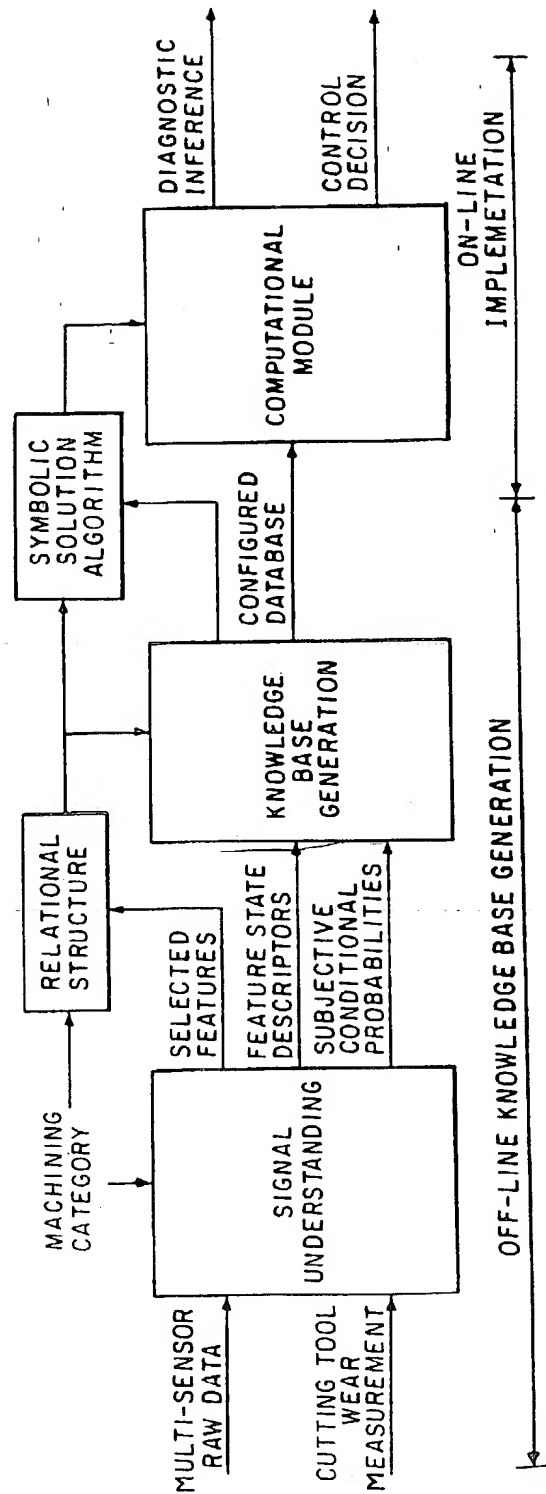 MACHINING
CATEGORY
RELATIONAL
STRUCTURE
SYMBOLIC
SOLUTION
ALGORITHM
MULTI-SENSOR
RAW DATA
CUTTING TOOL
WEAR
MEASUREMENT
SIGNAL
UNDERSTANDING
SELECTED
FEATURES
FEATURE STATE
DESCRIPTORS
SUBJECTIVE
CONDITIONAL
PROBABILITIES
KNOWLEDGE
BASE
GENERATION
CONFIGURED
DATABASE
COMPUTATIONAL
MODULE
DIAGNOSTIC
INFERENCE
CONTROL
DECISION
OFF-LINE KNOWLEDGE BASE GENERATION
ON-LINE
IMPLEMETATION